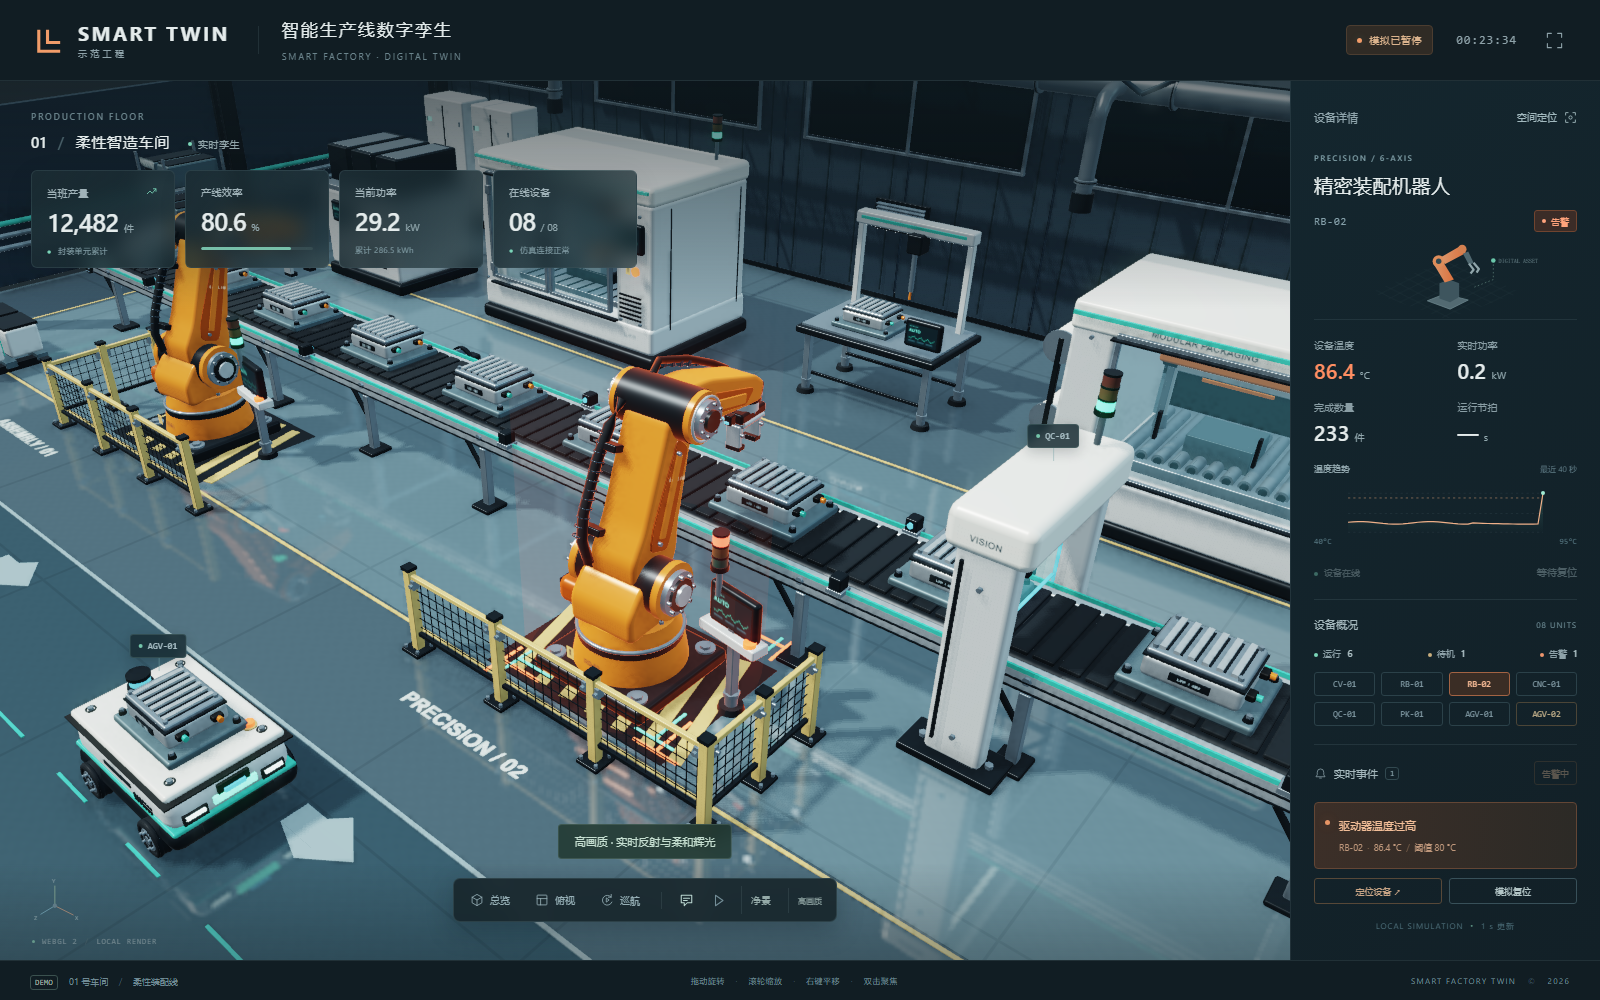 SMART TWIN
示范工程
智能生产线数字孪生
SMART FACTORY · DIGITAL TWIN
模拟已暂停
00:23:34
PRODUCTION FLOOR
01 / 柔性智造车间
实时孪生
当班产量
12,482 件
封装单元累计
产线效率
80.6 %
当前功率
29.2 kW
累计 286.5 kWh
在线设备
08 / 08
仿真连接正常
MODULAR PACKAGING
QC-01
VISION
AUTO
AUTO
ASSEMBLY / 01
PRECISION / 02
AGV-01
高画质 · 实时反射与柔和辉光
总览
俯视
巡航
净景
高画质
Y
Z
X
WEBGL 2
LOCAL RENDER
设备详情
空间定位
PRECISION / 6-AXIS
精密装配机器人
RB-02
告警
DIGITAL ASSET
设备温度
实时功率
86.4 °C
0.2 kW
完成数量
运行节拍
233 件
— s
温度趋势
最近 40 秒
40°C
95°C
设备在线
等待复位
设备概况
08 UNITS
运行 6
待机 1
告警 1
CV-01
RB-01
RB-02
CNC-01
QC-01
PK-01
AGV-01
AGV-02
实时事件 1
告警中
驱动器温度过高
RB-02 · 86.4 °C / 阈值 80 °C
定位设备 ↗
模拟复位
LOCAL SIMULATION • 1 s 更新
DEMO
01 号车间 / 柔性装配线
拖动旋转 · 滚轮缩放 · 右键平移 · 双击聚焦
SMART FACTORY TWIN © 2026